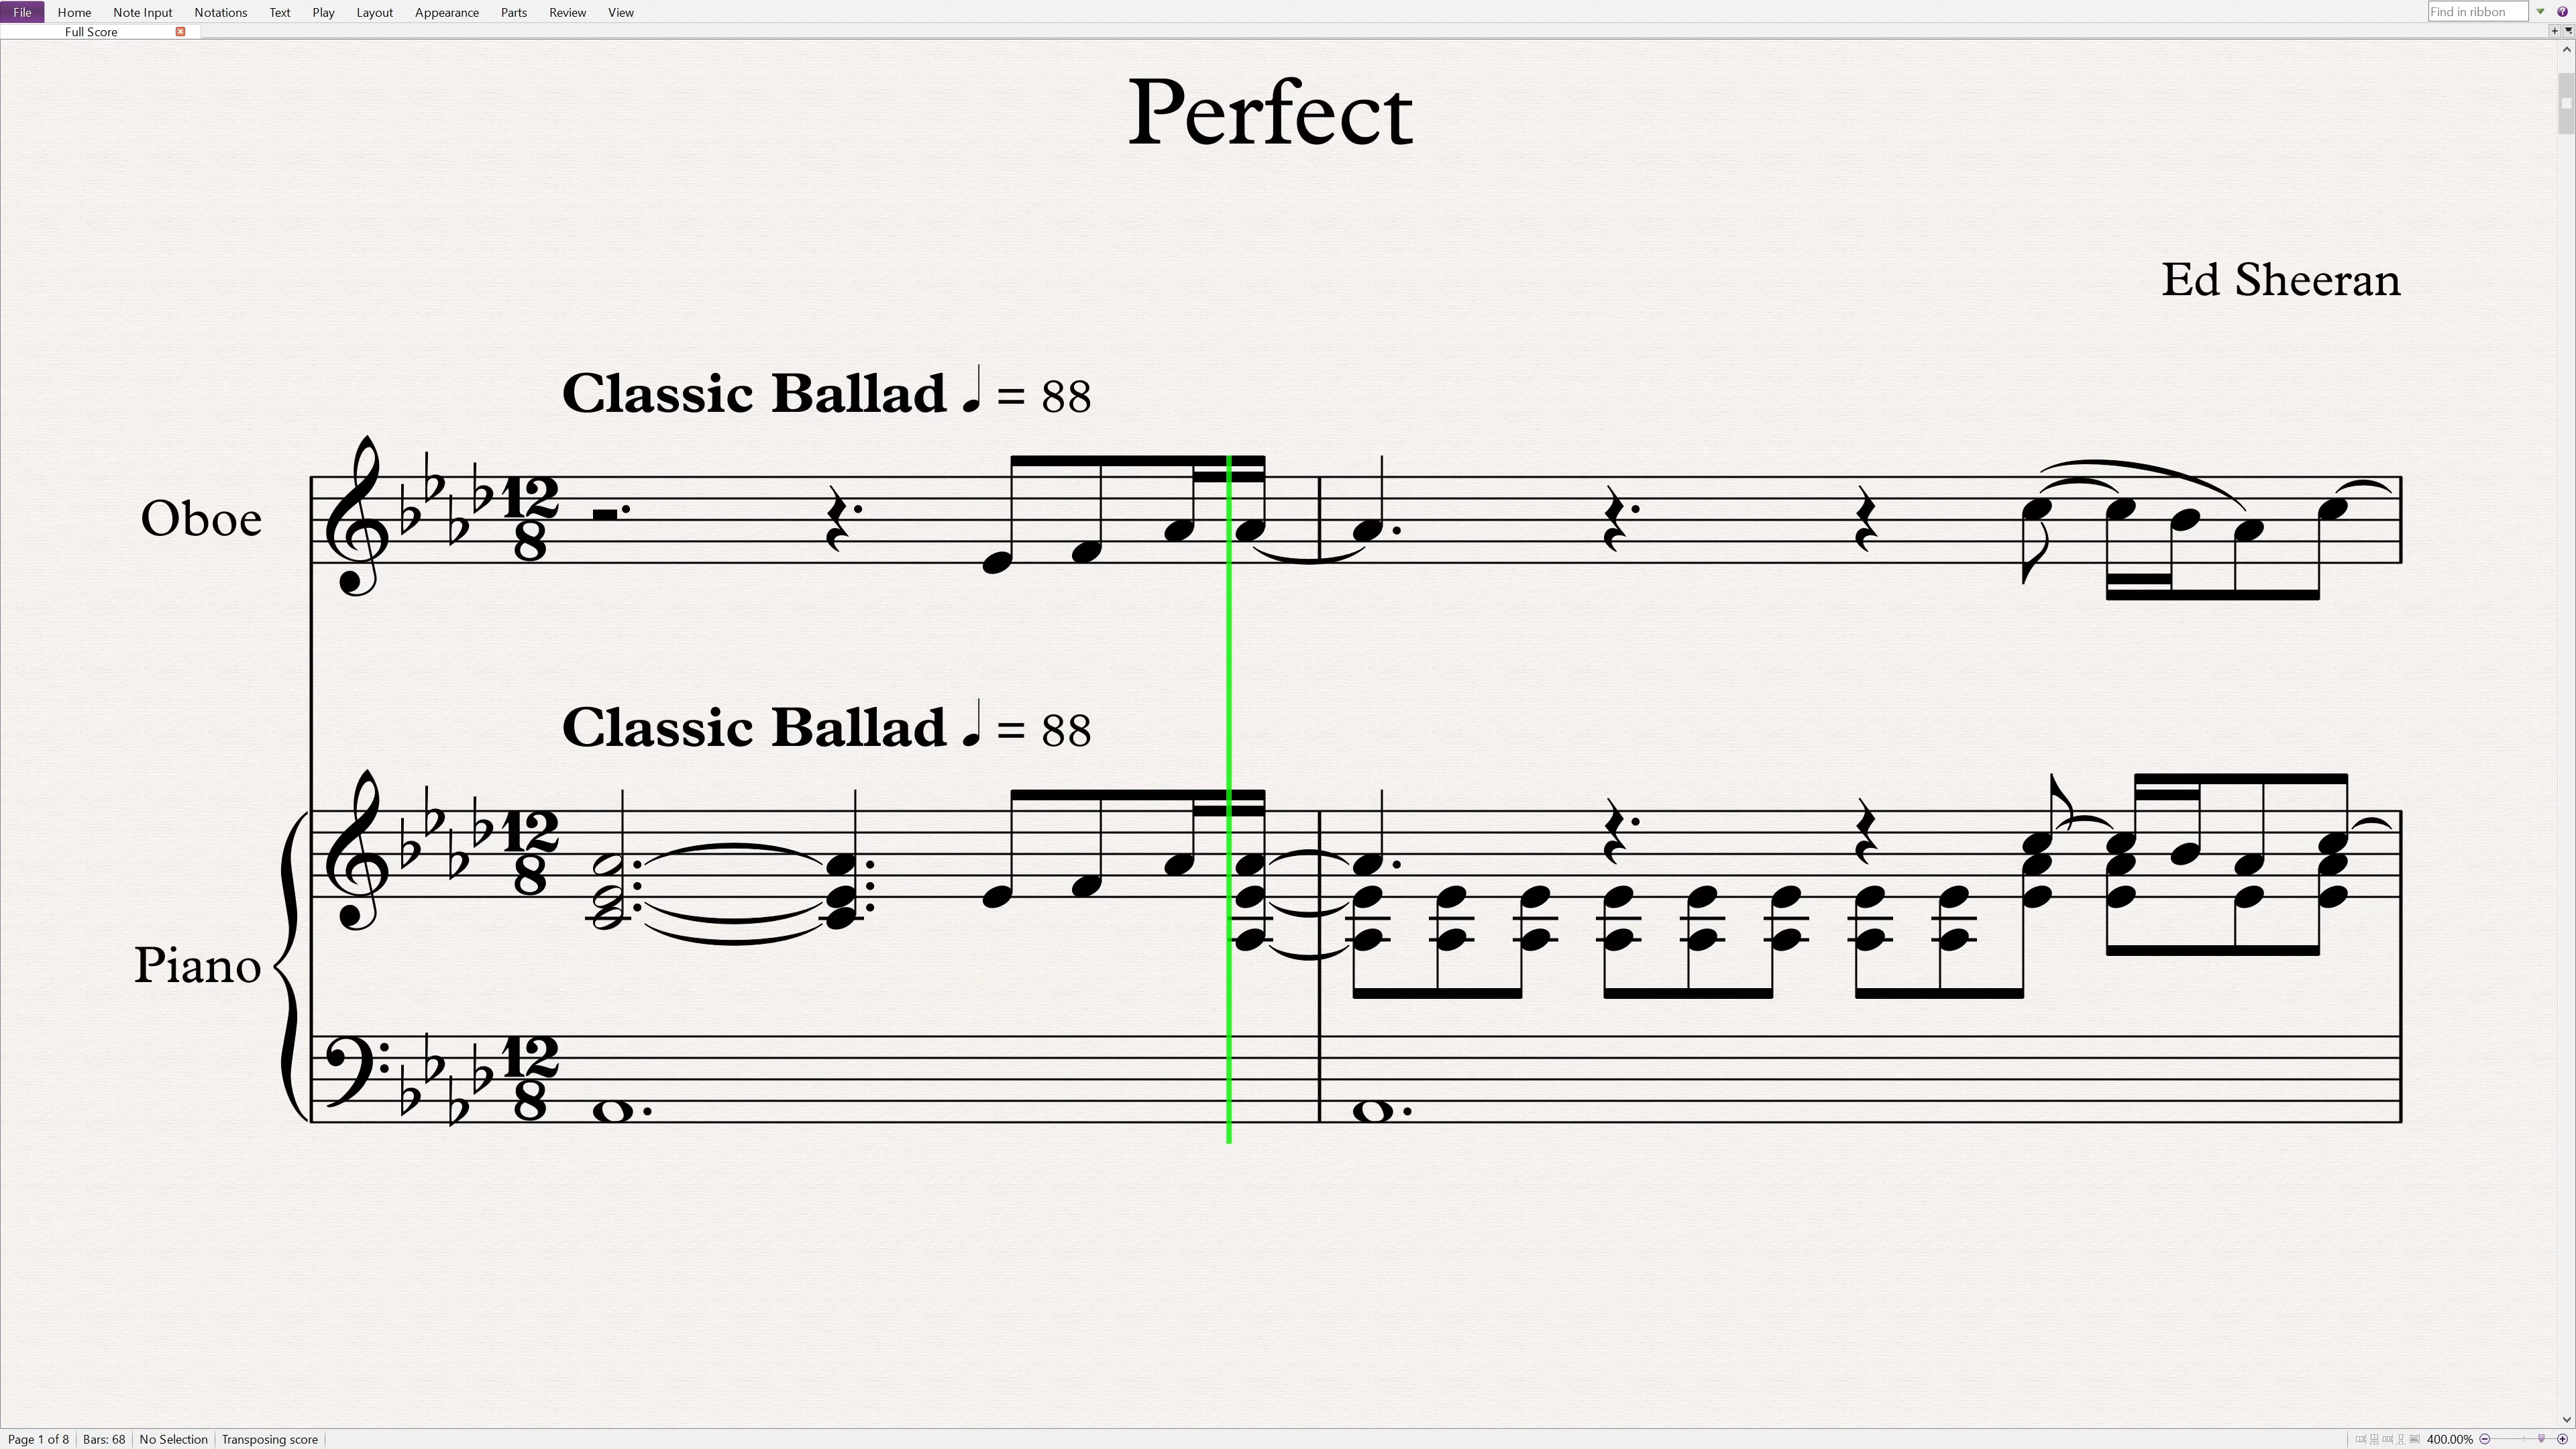 File Home Note Input Notations Text Play Layout Appearance Parts Review View Find in ribbon
Full Score
Perfect
Ed Sheeran
Classic Ballad ♩ = 88
Oboe 12 8
Classic Ballad ♩ = 88
12 8
Piano
12 8
Page 1 of 8 Bars: 68 No Selection Transposing score 400.00%